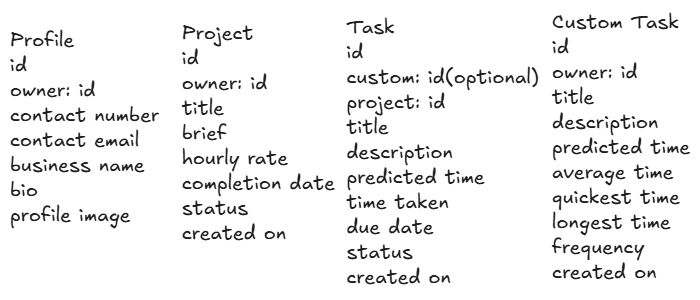 Profile
id
owner: id
contact number
contact email
business name
bio
profile image
Project
id
owner: id
title
brief
hourly rate
completion date
status
created on
Task
id
custom: id(optional)
project: id
title
description
predicted time
time taken
due date
status
created on
Custom Task
id
owner: id
title
description
predicted time
average time
quickest time
longest time
frequency
created on